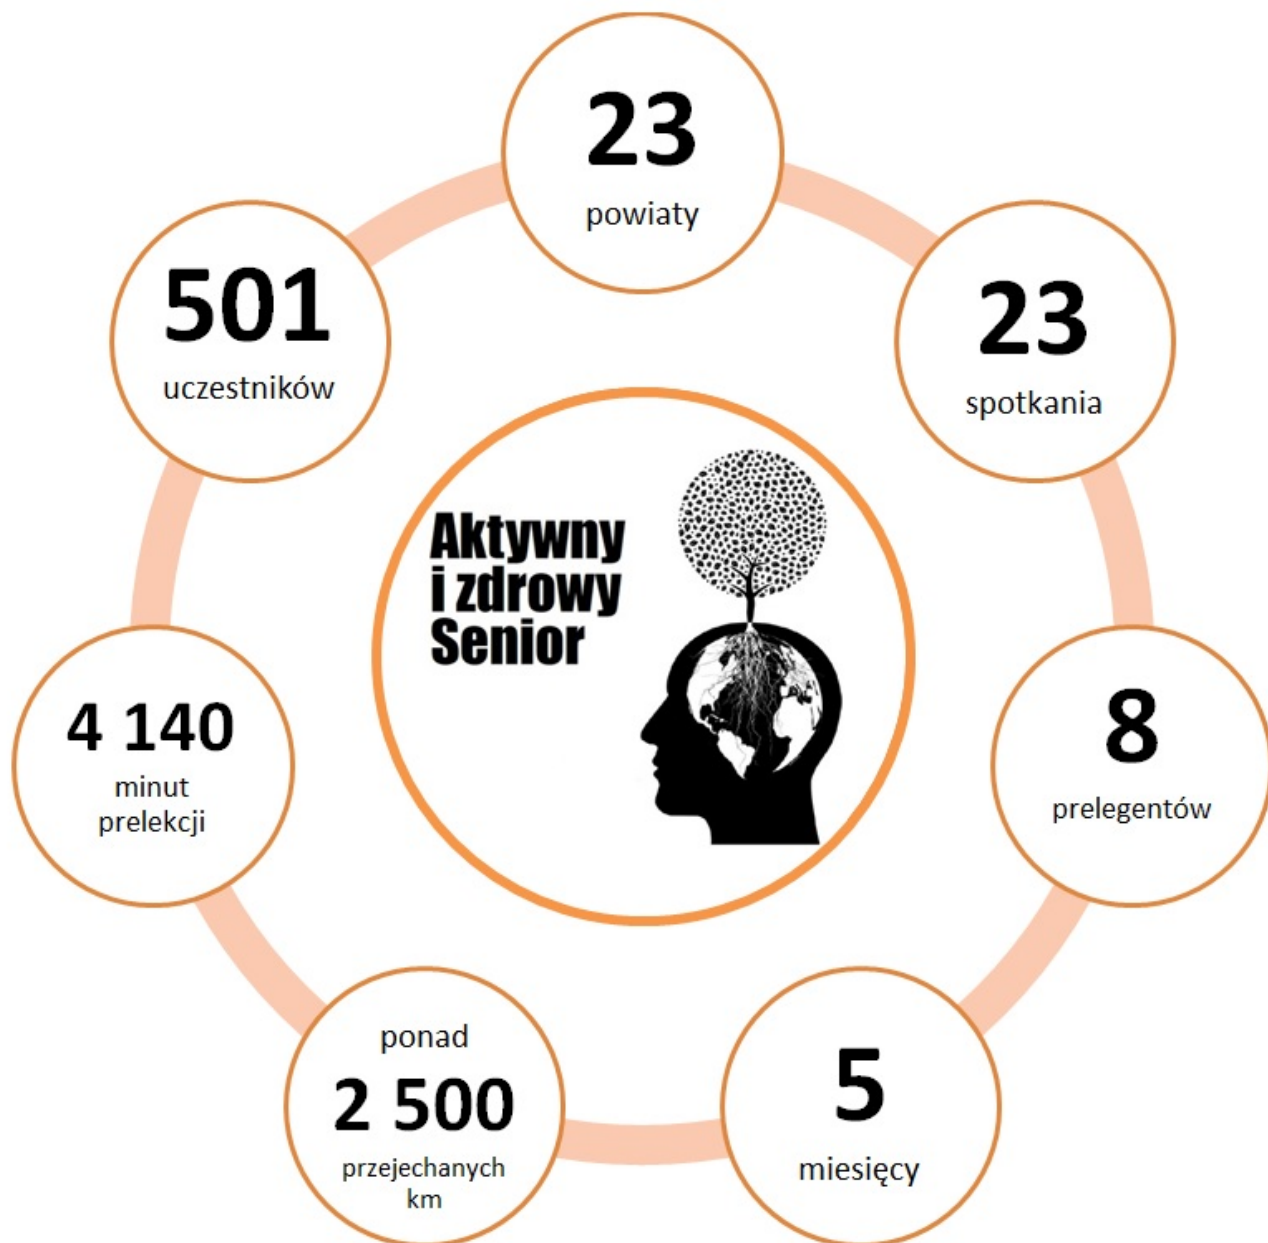 23
powiaty
23
spotkania
8
prelegentów
5
miesięcy
ponad
2 500
przejechanych
km
4 140
minut
prelekcji
501
uczestników
Aktywny
i zdrowy
Senior